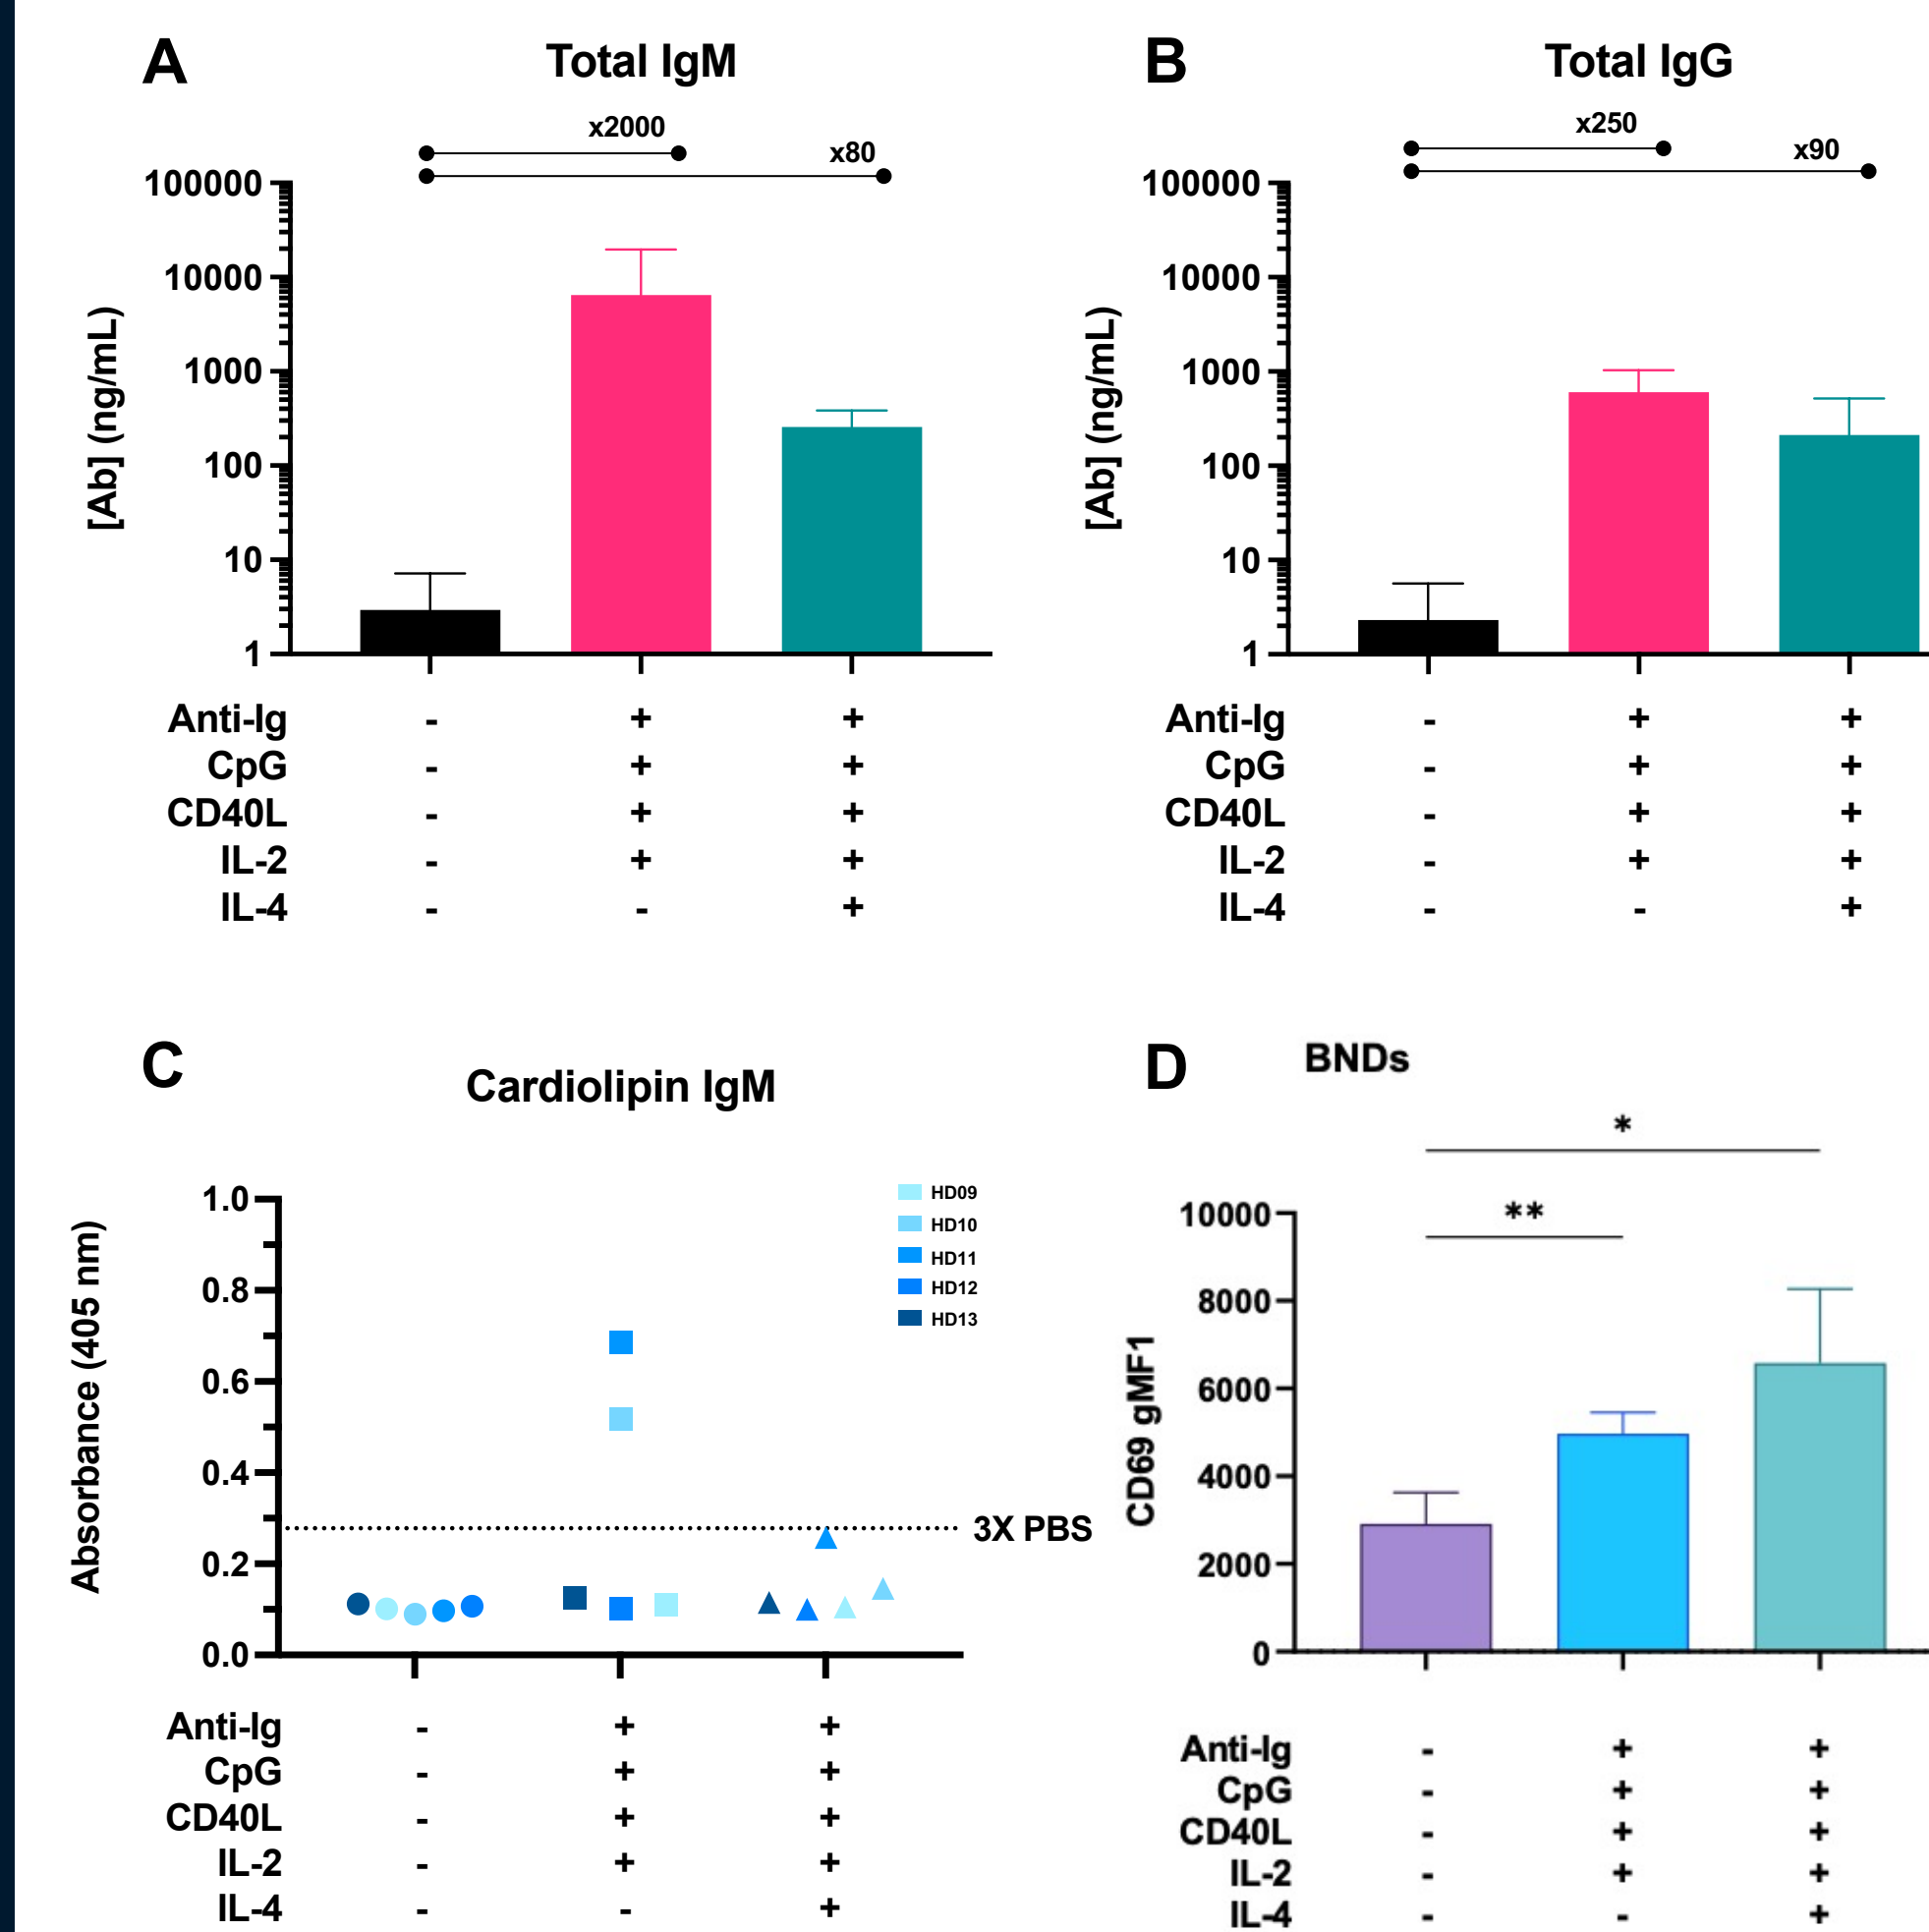 A
Total IgM
x2000
x80
100000
10000
1000
100
10
1
[Ab] (ng/mL)
Anti-Ig - + +
CpG - + +
CD40L - + +
IL-2 - + +
IL-4 - - +
B
Total IgG
x250
x90
100000
10000
1000
100
10
1
[Ab] (ng/mL)
Anti-Ig - + +
CpG - + +
CD40L - + +
IL-2 - + +
IL-4 - - +
C
Cardiolipin IgM
HD09
HD10
HD11
HD12
HD13
1.0
0.8
0.6
0.4
0.2
0.0
Absorbance (405 nm)
3X PBS
Anti-Ig - + +
CpG - + +
CD40L - + +
IL-2 - + +
IL-4 - - +
D
BNDs
*
**
10000
8000
6000
4000
2000
0
CD69 gMF1
Anti-Ig - + +
CpG - + +
CD40L - + +
IL-2 - + +
IL-4 - - +